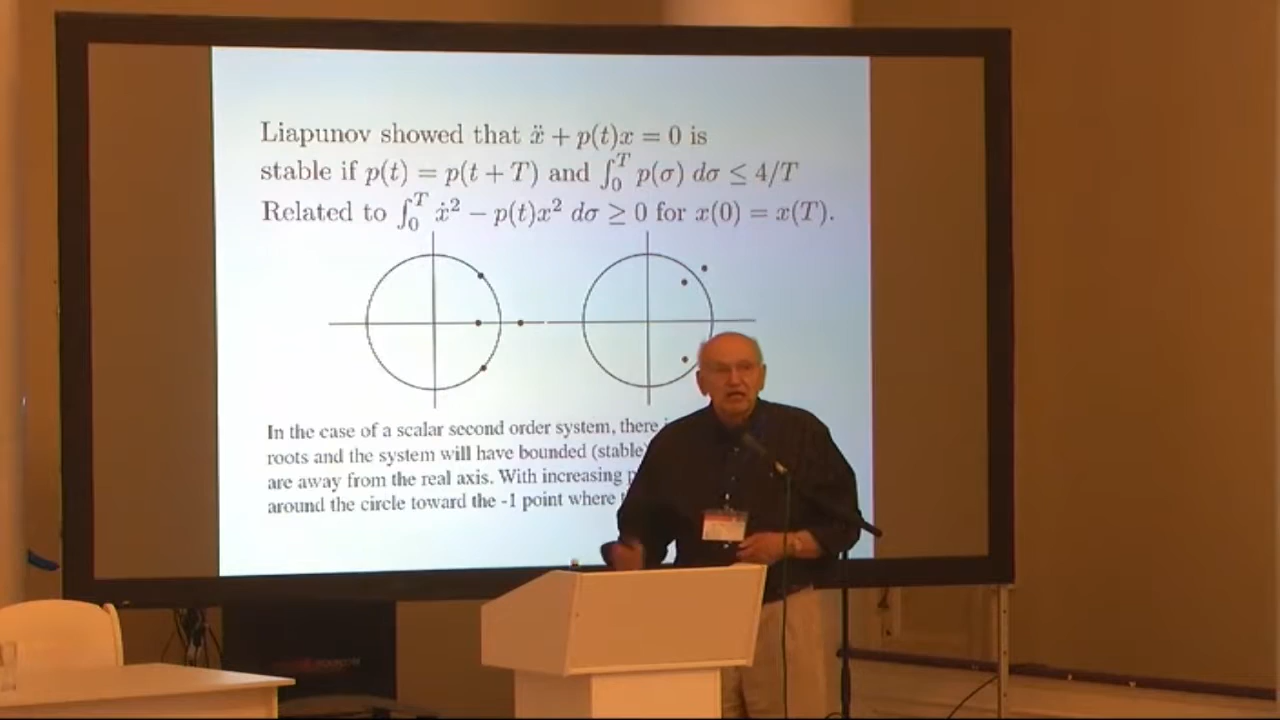 Liapunov showed that ẍ + p(t)x = 0 is
stable if p(t) = p(t + T) and ∫₀ᵀ p(σ) dσ ≤ 4/T
Related to ∫₀ᵀ ẋ² − p(t)x² dσ ≥ 0 for x(0) = x(T).
In the case of a scalar second order system, there
roots and the system will have bounded (stable)
are away from the real axis. With increasing
around the circle toward the -1 point where